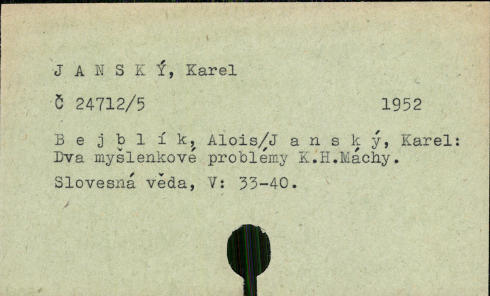 J A N S K Ý, Karel
Č 24712/5 1952
B e j b l í k, Alois/J a n s k ý, Karel:
Dva myšlenkové problémy K.H.Máchy.
Slovesná věda, V: 33-40.